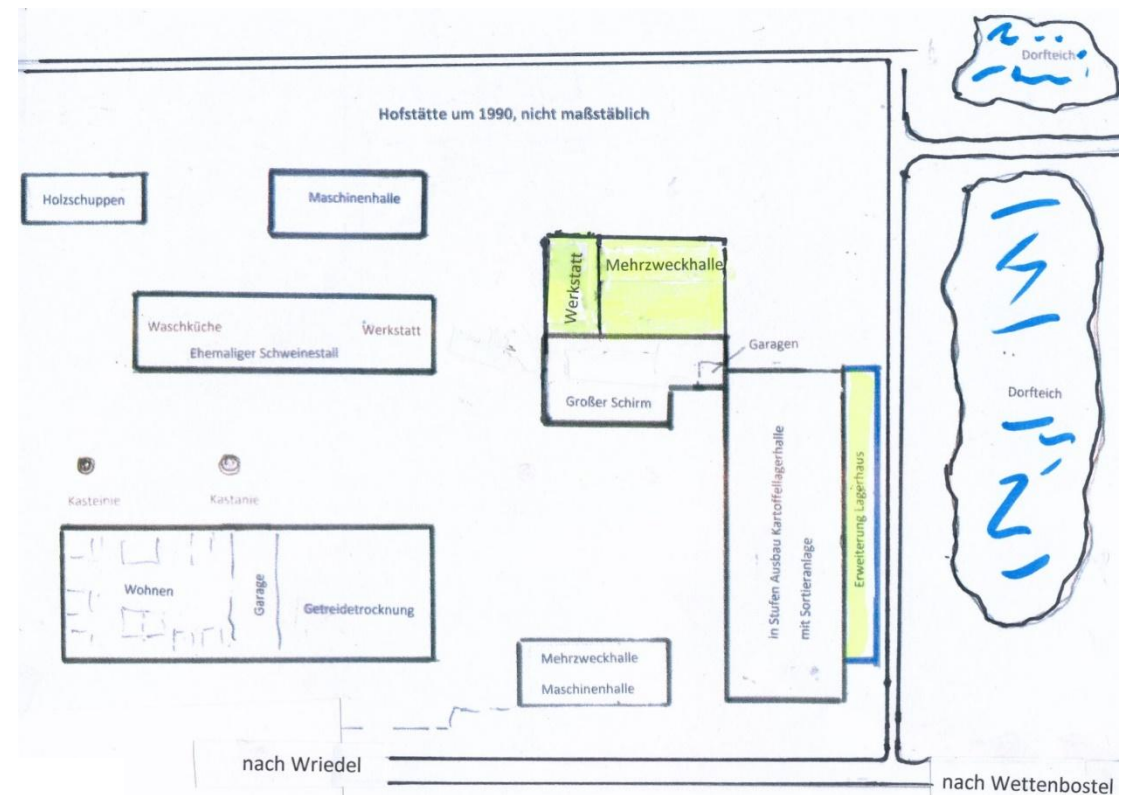 Dorfteich
Hofstätte um 1990, nicht maßstäblich
Holzschuppen
Maschinenhalle
Werkstatt
Mehrzweckhalle
Waschküche
Werkstatt
Ehemaliger Schweinestall
Garagen
Großer Schirm
Dorfteich
Kasteinie
Kastanie
in Stufen Ausbau Kartoffellagerhalle
mit Sortieranlage
Erweiterung Lagerhaus
Wohnen
Garage
Getreidetrocknung
Mehrzweckhalle
Maschinenhalle
nach Wriedel
nach Wettenbostel